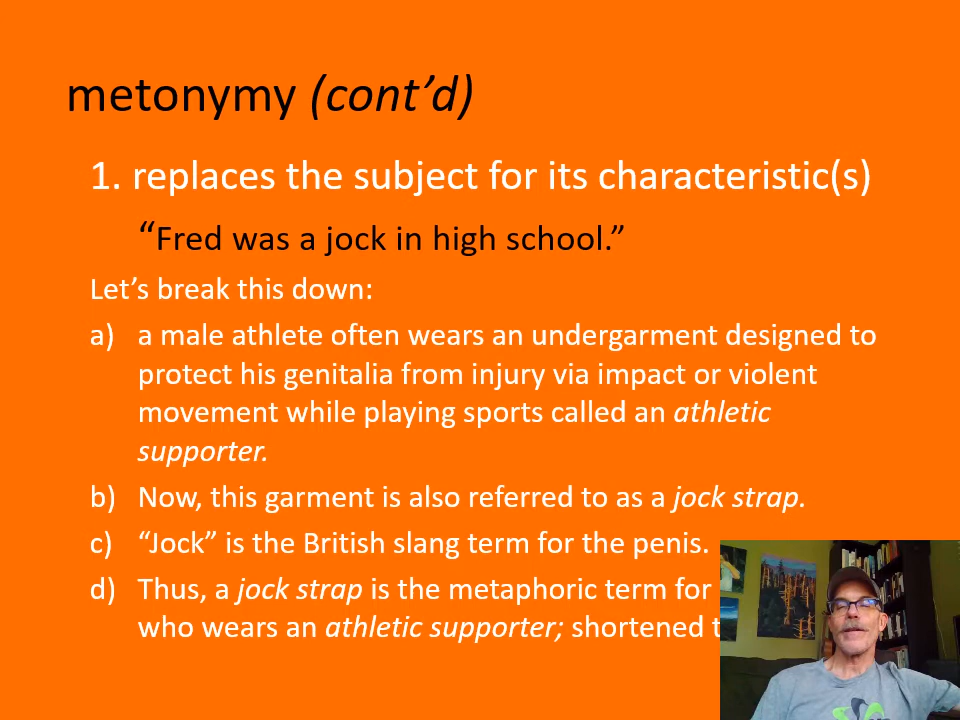 metonymy (cont’d)
1. replaces the subject for its characteristic(s)
“Fred was a jock in high school.”
Let’s break this down:
a) a male athlete often wears an undergarment designed to
protect his genitalia from injury via impact or violent
movement while playing sports called an athletic
supporter.
b) Now, this garment is also referred to as a jock strap.
c) “Jock” is the British slang term for the penis.
d) Thus, a jock strap is the metaphoric term for
who wears an athletic supporter; shortened